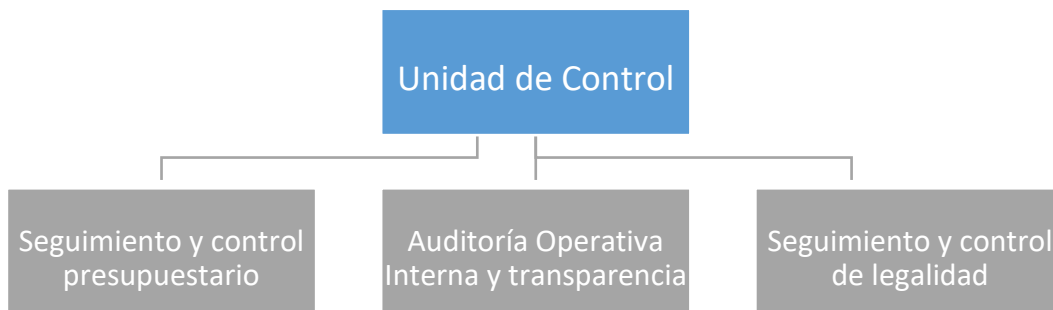 Unidad de Control
Seguimiento y control
presupuestario
Auditoría Operativa
Interna y transparencia
Seguimiento y control
de legalidad